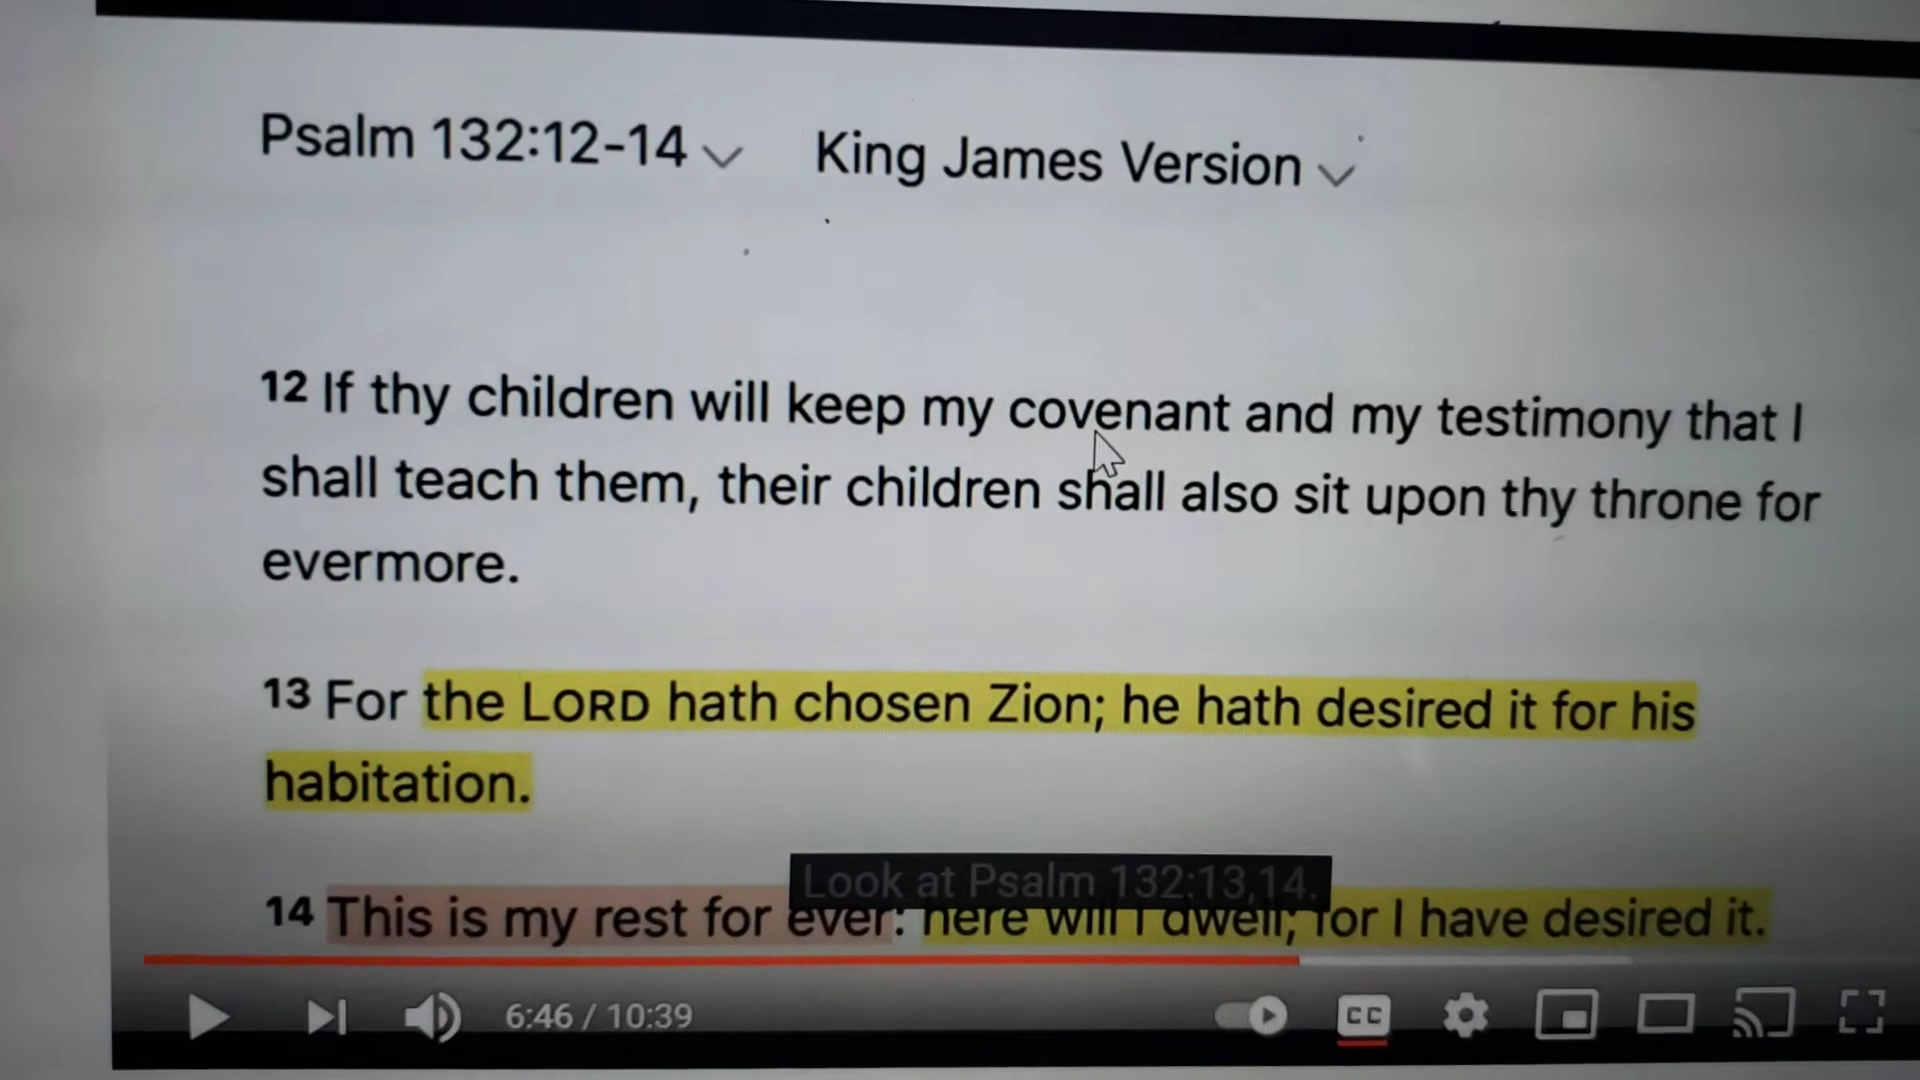 Psalm 132:12-14 King James Version
12 If thy children will keep my covenant and my testimony that I
shall teach them, their children shall also sit upon thy throne for
evermore.
13 For the LORD hath chosen Zion; he hath desired it for his
habitation.
Look at Psalm 132:13,14.
14 This is my rest for ever: here will I dwell; for I have desired it.
6:46 / 10:39
CC